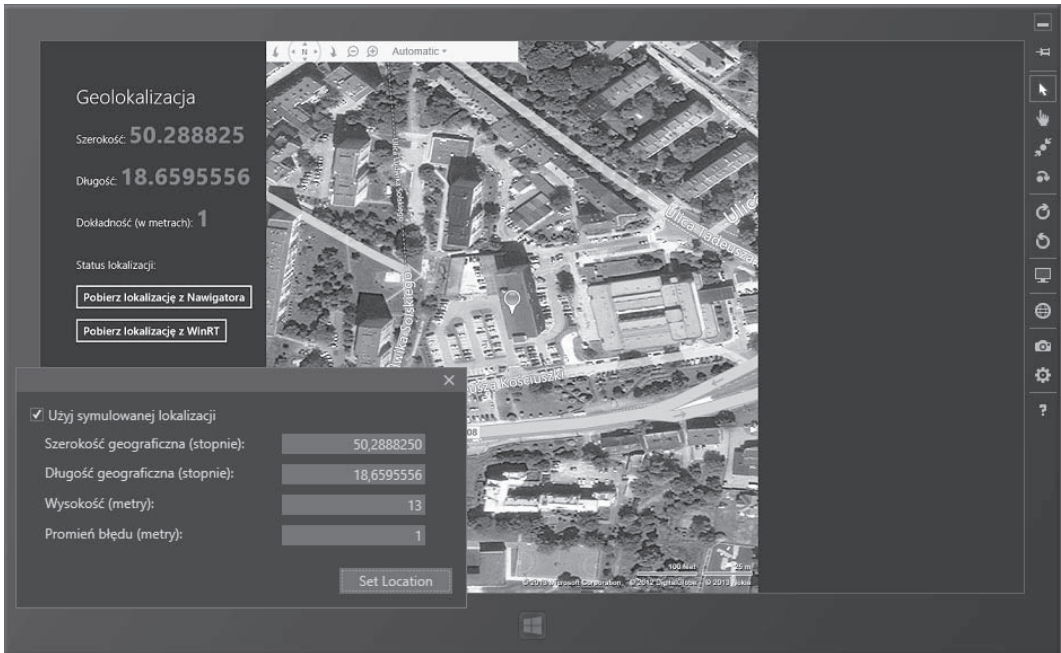 N
Automatic
Geolokalizacja
Szerokość: 50.288825
Długość: 18.6595556
Dokładność (w metrach): 1
Status lokalizacji:
Pobierz lokalizację z Nawigatora
Pobierz lokalizację z WinRT
Ulica Tadeusza
Ulica
Kościuszki
08
Użyj symulowanej lokalizacji
Szerokość geograficzna (stopnie): 50,2888250
Długość geograficzna (stopnie): 18,6595556
Wysokość (metry): 13
Promień błędu (metry): 1
Set Location
100 feet 25 m
© 2013 Microsoft Corporation © 2012 DigitalGlobe © 2013 Nokia
?